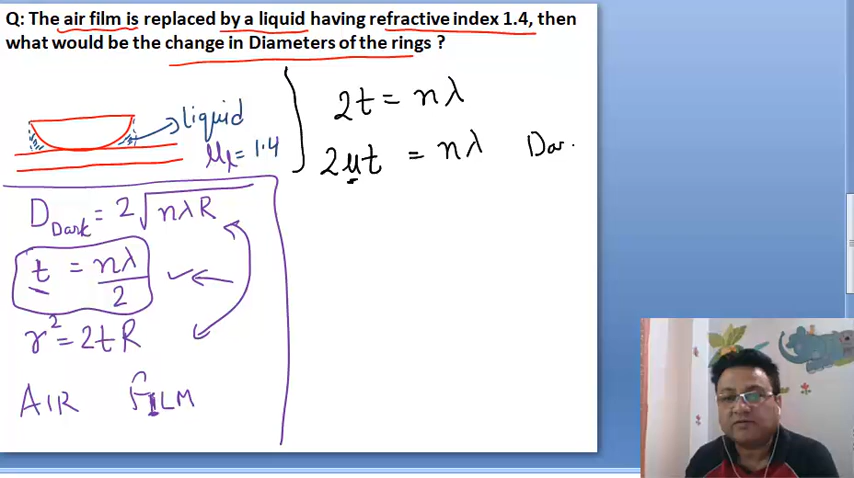 Q: The air film is replaced by a liquid having refractive index 1.4, then
what would be the change in Diameters of the rings ?
liquid
μₗ = 1.4
2t = nλ
2μt = nλ Dar
D_Dark = 2√nλR
t = nλ/2
r² = 2tR
AIR FILM